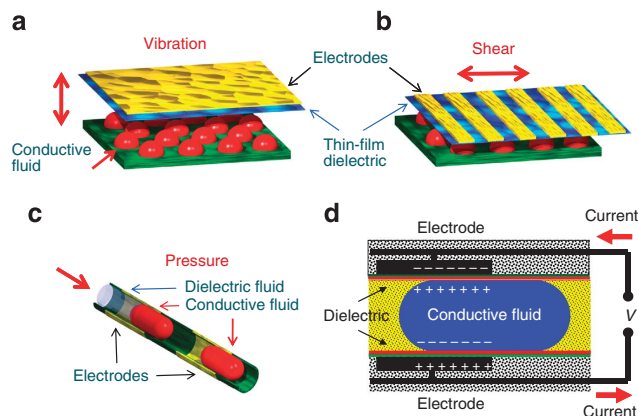 a
Vibration
Electrodes
Conductive
fluid
Thin-film
dielectric
b
Shear
c
Pressure
Dielectric fluid
Conductive fluid
Electrodes
d
Electrode
Current
− − − − − − −
+ + + + + + +
Dielectric
Conductive fluid
V
− − − − − − −
+ + + + + + +
Electrode
Current